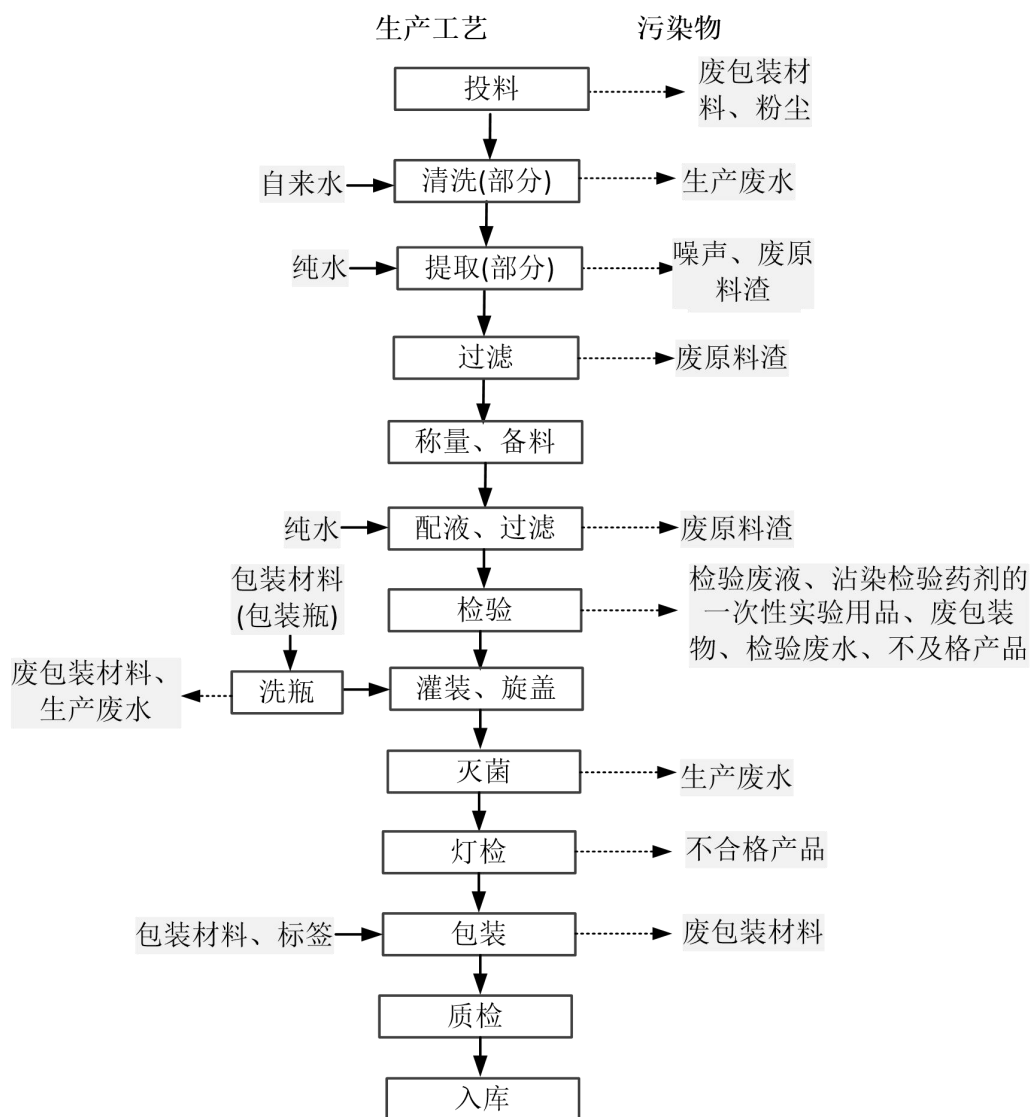 生产工艺
污染物
投料
废包装材
料、粉尘
自来水
清洗(部分)
生产废水
纯水
提取(部分)
噪声、废原
料渣
过滤
废原料渣
称量、备料
纯水
配液、过滤
废原料渣
包装材料
(包装瓶)
检验
检验废液、沾染检验药剂的
一次性实验用品、废包装
物、检验废水、不及格产品
废包装材料、
生产废水
洗瓶
灌装、旋盖
灭菌
生产废水
灯检
不合格产品
包装材料、标签
包装
废包装材料
质检
入库